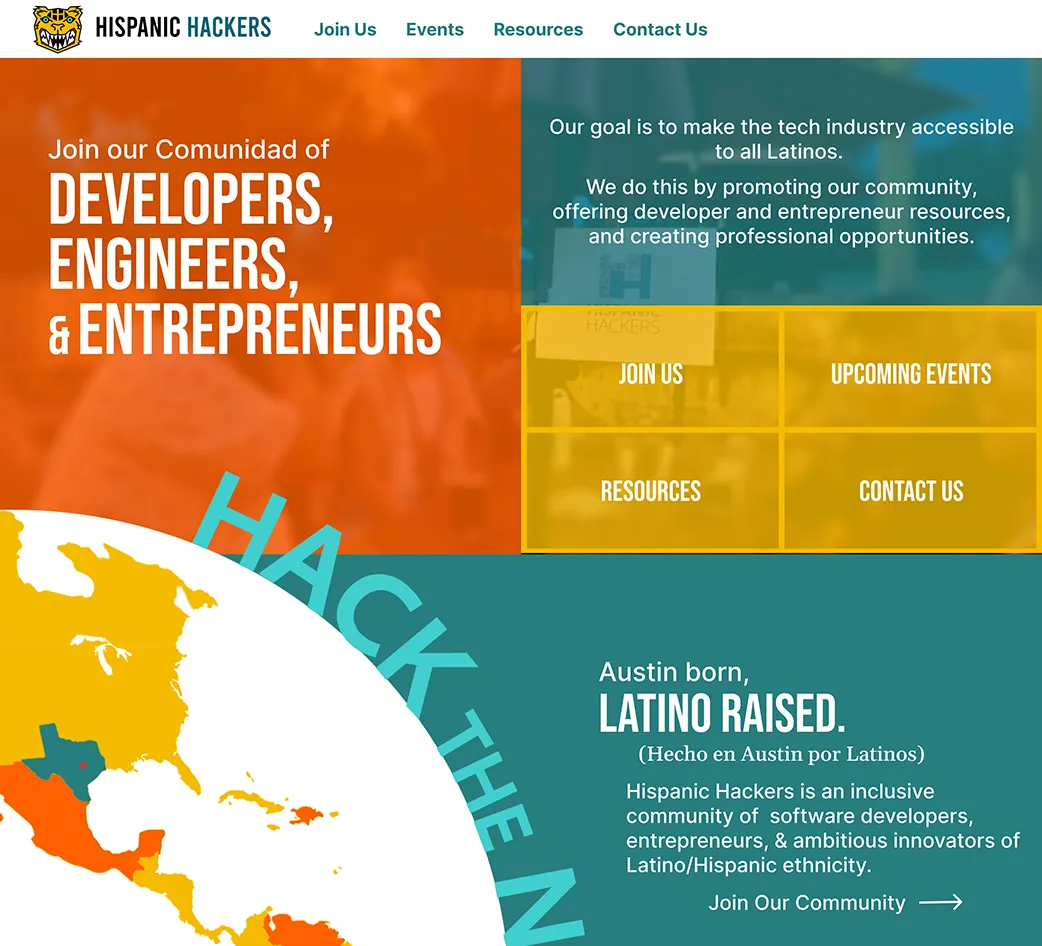 HISPANIC HACKERS
Join Us
Events
Resources
Contact Us
Join our Comunidad of
DEVELOPERS,
ENGINEERS,
& ENTREPRENEURS
Our goal is to make the tech industry accessible
to all Latinos.
We do this by promoting our community,
offering developer and entrepreneur resources,
and creating professional opportunities.
HISPANIC
HACKERS
JOIN US
UPCOMING EVENTS
RESOURCES
CONTACT US
HACK THE N
Austin born,
LATINO RAISED.
(Hecho en Austin por Latinos)
Hispanic Hackers is an inclusive
community of  software developers,
entrepreneurs, & ambitious innovators of
Latino/Hispanic ethnicity.
Join Our Community